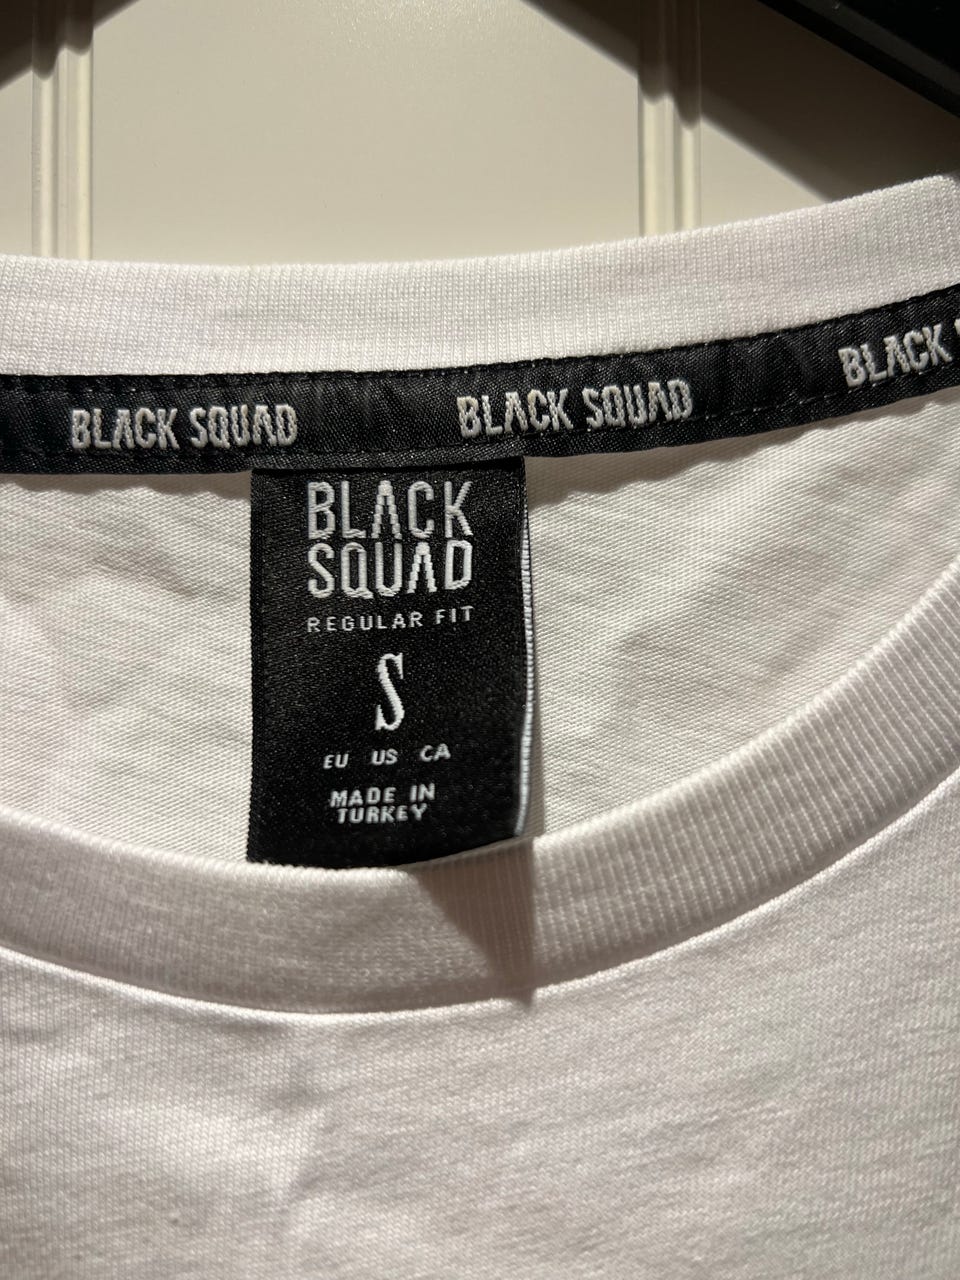 BLACK SQUAD
BLACK SQUAD
BLACK
BLACK
SQUAD
REGULAR FIT
S
EU US CA
MADE IN
TURKEY